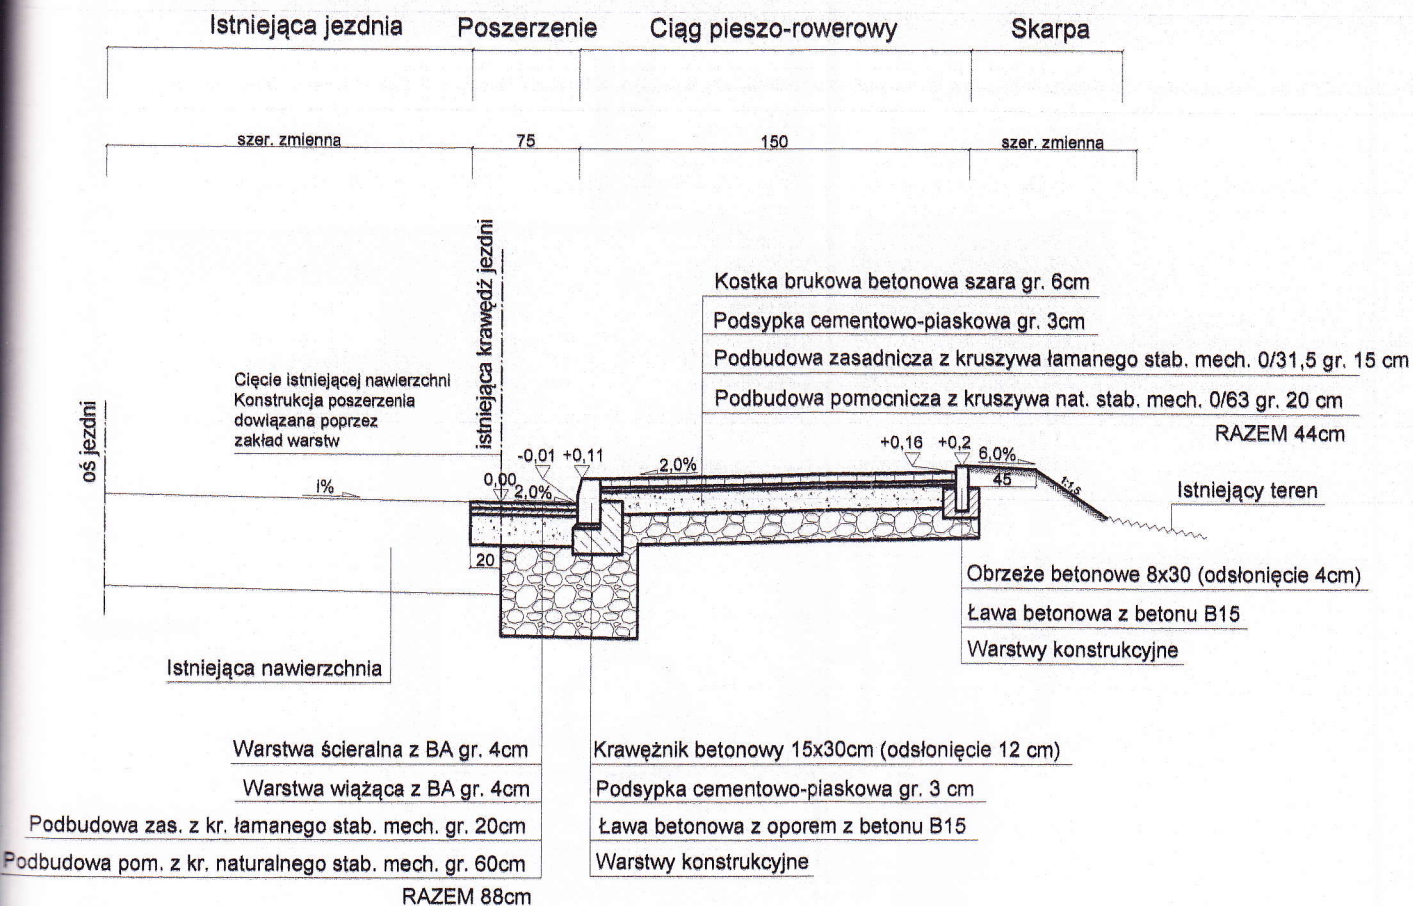 Istniejąca jezdnia Poszerzenie Ciąg pieszo-rowerowy Skarpa
szer. zmienna 75 150 szer. zmienna
oś jezdni
istniejąca krawędź jezdni
Cięcie istniejącej nawierzchni
Konstrukcja poszerzenia
dowiązana poprzez
zakład warstw
Kostka brukowa betonowa szara gr. 6cm
Podsypka cementowo-piaskowa gr. 3cm
Podbudowa zasadnicza z kruszywa łamanego stab. mech. 0/31,5 gr. 15 cm
Podbudowa pomocnicza z kruszywa nat. stab. mech. 0/63 gr. 20 cm
RAZEM 44cm
-0,01 +0,11 +0,16 +0,2
i% 0,00 2,0% 2,0% 6,0%
45 1:1,5
20
Istniejący teren
Obrzeże betonowe 8x30 (odsłonięcie 4cm)
Ława betonowa z betonu B15
Warstwy konstrukcyjne
Istniejąca nawierzchnia
Warstwa ścieralna z BA gr. 4cm
Warstwa wiążąca z BA gr. 4cm
Podbudowa zas. z kr. łamanego stab. mech. gr. 20cm
Podbudowa pom. z kr. naturalnego stab. mech. gr. 60cm
RAZEM 88cm
Krawężnik betonowy 15x30cm (odsłonięcie 12 cm)
Podsypka cementowo-piaskowa gr. 3 cm
Ława betonowa z oporem z betonu B15
Warstwy konstrukcyjne